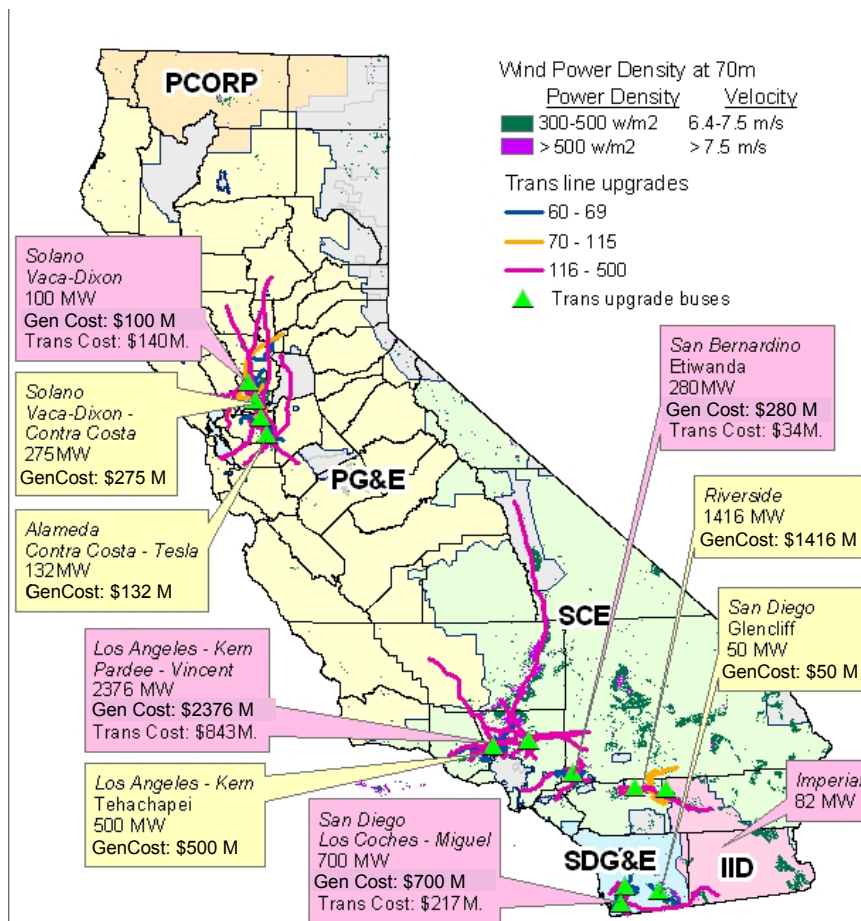 PCORP
Wind Power Density at 70m
Power Density Velocity
300-500 w/m2 6.4-7.5 m/s
> 500 w/m2 > 7.5 m/s
Trans line upgrades
60 - 69
70 - 115
116 - 500
Trans upgrade buses
Solano
Vaca-Dixon
100 MW
Gen Cost: $100 M
Trans Cost: $140M.
Solano
Vaca-Dixon -
Contra Costa
275MW
GenCost: $275 M
Alameda
Contra Costa - Tesla
132MW
GenCost: $132 M
PG&E
San Bernardino
Etiwanda
280MW
Gen Cost: $280 M
Trans Cost: $34M.
Riverside
1416 MW
GenCost: $1416 M
San Diego
Glencliff
50 MW
GenCost: $50 M
SCE
Los Angeles - Kern
Pardee - Vincent
2376 MW
Gen Cost: $2376 M
Trans Cost: $843M.
Los Angeles - Kern
Tehachapei
500 MW
GenCost: $500 M
San Diego
Los Coches - Miguel
700 MW
Gen Cost: $700 M
Trans Cost: $217M.
Imperial
82 MW
SDG&E
IID